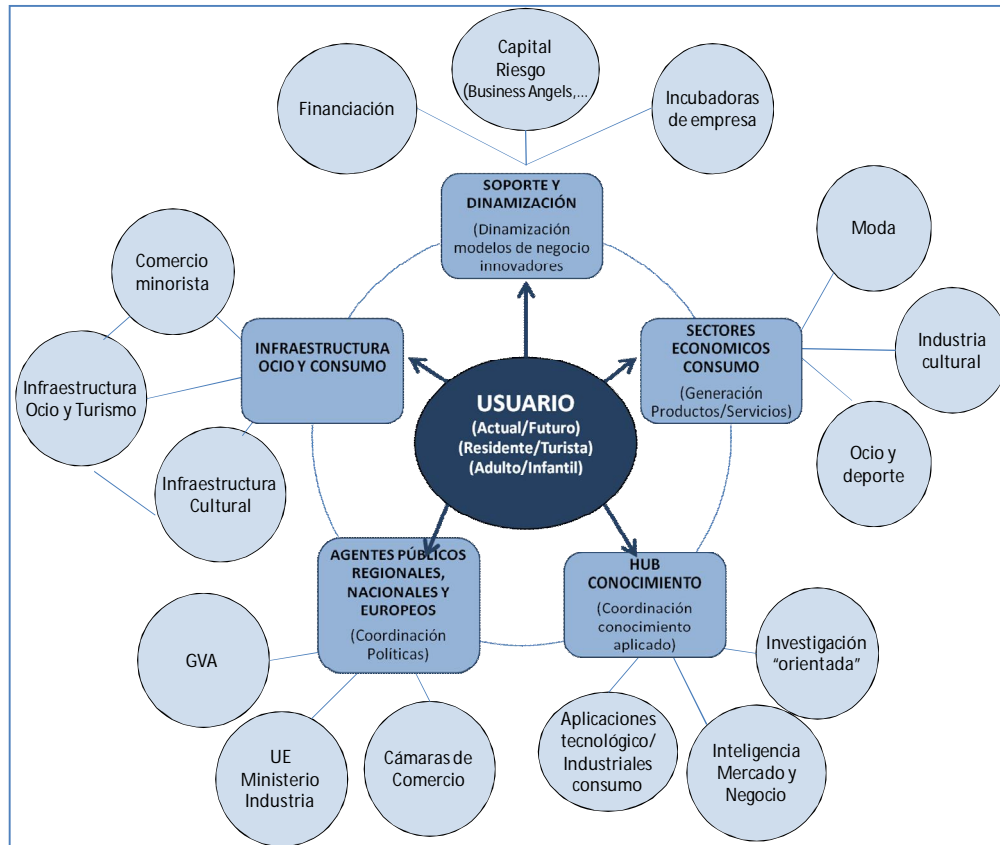 Capital
Riesgo
(Business Angels,...
Financiación
Incubadoras
de empresa
SOPORTE Y
DINAMIZACIÓN
(Dinamización
modelos de negocio
innovadores
Moda
Comercio
minorista
INFRAESTRUCTURA
OCIO Y CONSUMO
SECTORES
ECONOMICOS
CONSUMO
(Generación
Productos/Servicios)
Industria
cultural
Infraestructura
Ocio y Turismo
USUARIO
(Actual/Futuro)
(Residente/Turista)
(Adulto/Infantil)
Ocio y
deporte
Infraestructura
Cultural
AGENTES PÚBLICOS
REGIONALES,
NACIONALES Y
EUROPEOS
(Coordinación
Politicas)
HUB
CONOCIMIENTO
(Coordinación
conocimiento
aplicado)
GVA
Investigación
“orientada”
UE
Ministerio
Industria
Cámaras de
Comercio
Aplicaciones
tecnológico/
Industriales
consumo
Inteligencia
Mercado y
Negocio